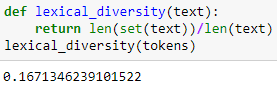 def lexical_diversity(text):
    return len(set(text))/len(text)
lexical_diversity(tokens)
0.1671346239101522